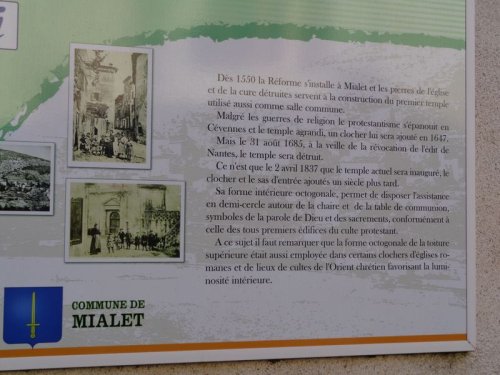 Dès 1550 la Réforme s'installe à Mialet et les pierres de l'église
et de la cure détruites servent à la construction du premier temple
utilisé aussi comme salle commune.
Malgré les guerres de religion le protestantisme s'épanouit en
Cévennes et le temple agrandi, un clocher lui sera ajouté en 1647.
Mais le 31 août 1685, à la veille de la révocation de l'édit de
Nantes, le temple sera détruit.
Ce n'est que le 2 avril 1837 que le temple actuel sera inauguré, le
clocher et le sas d'entrée ajoutés un siècle plus tard.
Sa forme intérieure octogonale, permet de disposer l'assistance
en demi-cercle autour de la chaire et de la table de communion,
symboles de la parole de Dieu et des sacrements, conformément à
celle des tous premiers édifices du culte protestant.
A ce sujet il faut remarquer que la forme octogonale de la toiture
supérieure était aussi employée dans certains clochers d'églises ro-
manes et de lieux de cultes de l'Orient chrétien favorisant la lumi-
nosité intérieure.
COMMUNE DE
MIALET